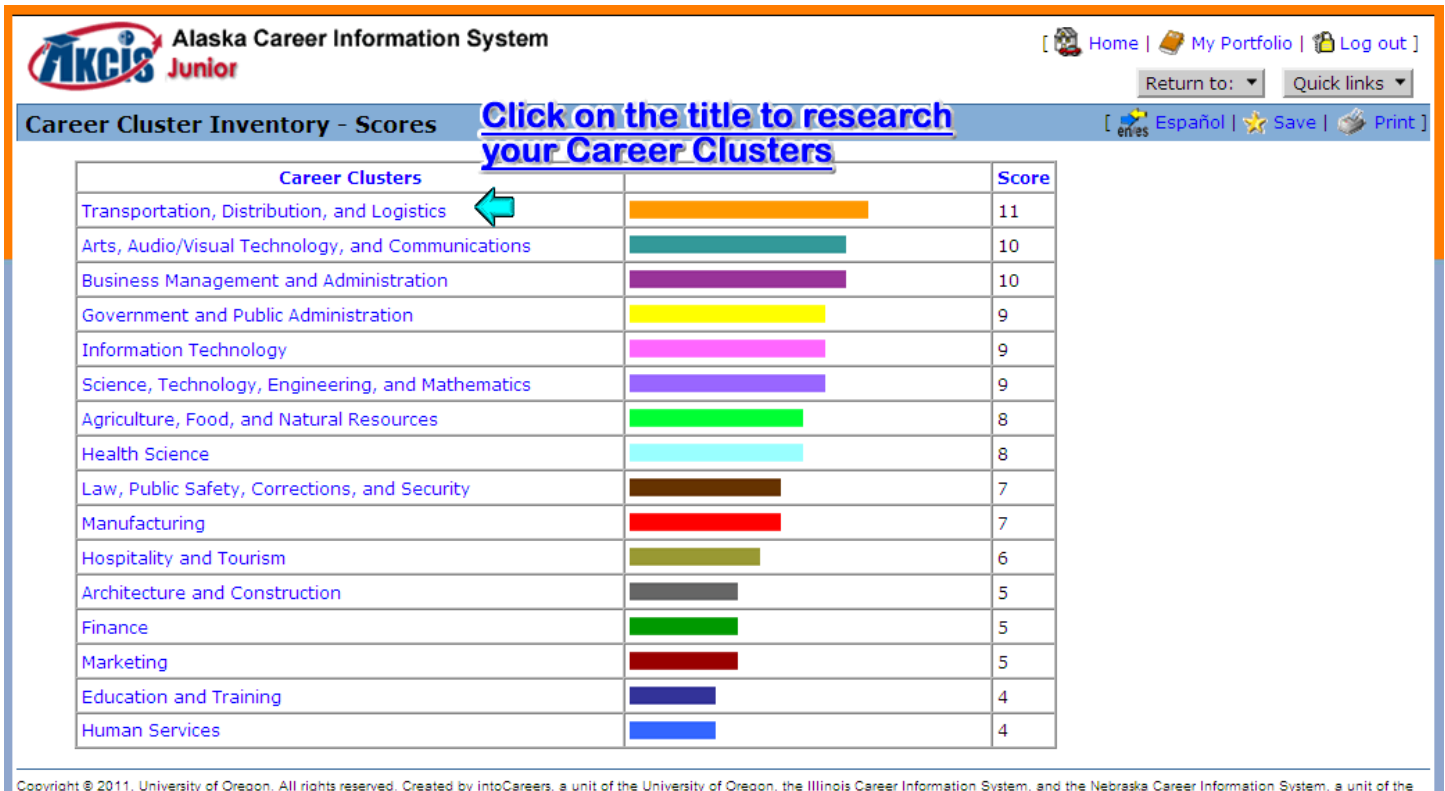 AKCIS
Alaska Career Information System
Junior
[ Home | My Portfolio | Log out ]
Return to: Quick links
Career Cluster Inventory - Scores
Click on the title to research
your Career Clusters
[ en/es Español | Save | Print ]
Career Clusters Score
Transportation, Distribution, and Logistics 11
Arts, Audio/Visual Technology, and Communications 10
Business Management and Administration 10
Government and Public Administration 9
Information Technology 9
Science, Technology, Engineering, and Mathematics 9
Agriculture, Food, and Natural Resources 8
Health Science 8
Law, Public Safety, Corrections, and Security 7
Manufacturing 7
Hospitality and Tourism 6
Architecture and Construction 5
Finance 5
Marketing 5
Education and Training 4
Human Services 4
Copyright © 2011, University of Oregon. All rights reserved. Created by intoCareers, a unit of the University of Oregon, the Illinois Career Information System, and the Nebraska Career Information System, a unit of the